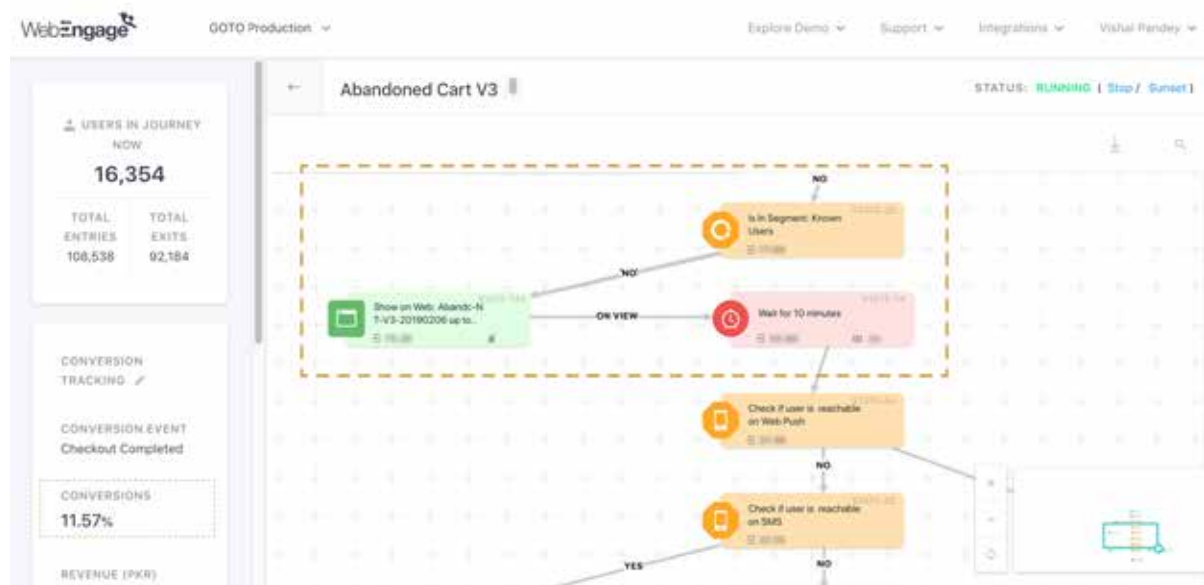 WebEngage
GOTO Production
Explore Demo
Support
Integrations
Vishal Pandey
Abandoned Cart V3
STATUS: RUNNING ( Stop / Sunset )
USERS IN JOURNEY
NOW
16,354
TOTAL
ENTRIES
108,538
TOTAL
EXITS
92,184
CONVERSION
TRACKING
CONVERSION EVENT
Checkout Completed
CONVERSIONS
11.57%
REVENUE (PKR)
NO
Is In Segment: Known
Users
NO
Show on Web: Abandc-N
T-V3-20190206 up to...
ON VIEW
Wait for 10 minutes
Check if user is reachable
on Web Push
NO
Check if user is reachable
on SMS
YES
NO